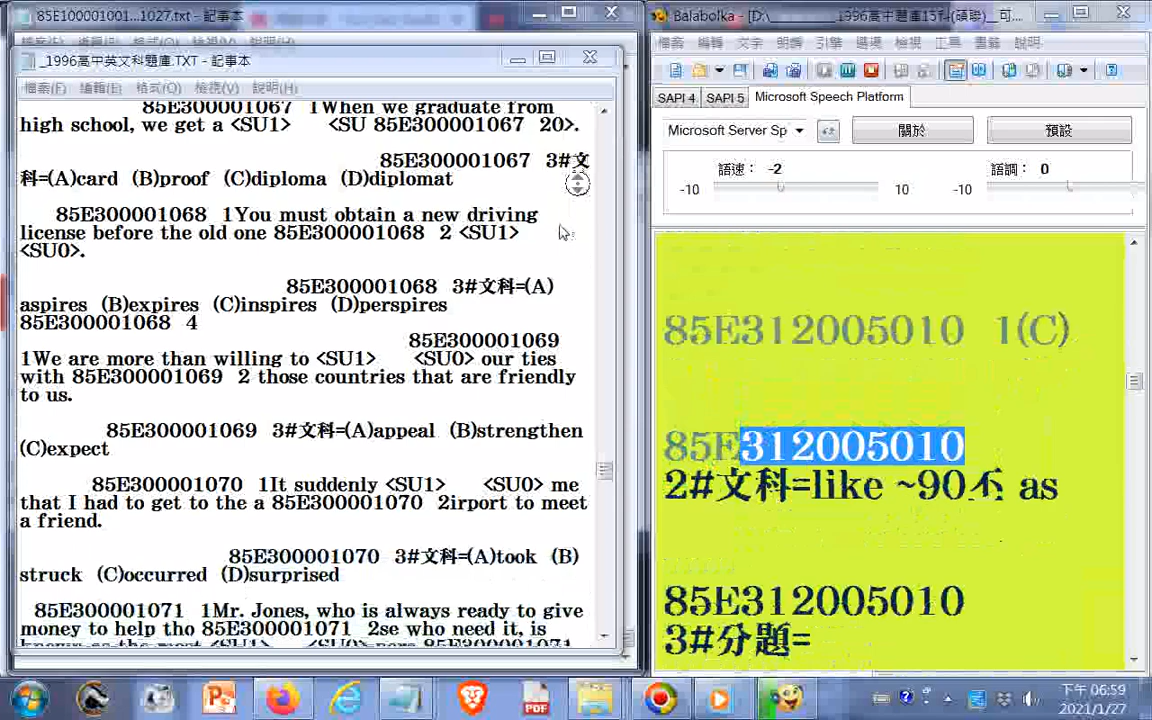 85E100001001...1027.txt - 記事本
_1996高中英文科題庫.TXT - 記事本
檔案(F) 編輯(E) 格式(O) 檢視(V) 說明(H)
85E300001067 1When we graduate from
high school, we get a <SU1> <SU 85E300001067 20>.
85E300001067 3#文
科=(A)card (B)proof (C)diploma (D)diplomat
85E300001068 1You must obtain a new driving
license before the old one 85E300001068 2 <SU1>
<SU0>.
85E300001068 3#文科=(A)
aspires (B)expires (C)inspires (D)perspires
85E300001068 4
85E300001069
1We are more than willing to <SU1> <SU0> our ties
with 85E300001069 2 those countries that are friendly
to us.
85E300001069 3#文科=(A)appeal (B)strengthen
(C)expect
85E300001070 1It suddenly <SU1> <SU0> me
that I had to get to the a 85E300001070 2irport to meet
a friend.
85E300001070 3#文科=(A)took (B)
struck (C)occurred (D)surprised
85E300001071 1Mr. Jones, who is always ready to give
money to help tho 85E300001071 2se who need it, is
Balabolka - [D:\ _1996高中題庫15科(碩聯)_可...
檔案 編輯 文字 朗讀 引擎 選項 檢視 工具 書籤 說明
SAPI 4 SAPI 5 Microsoft Speech Platform
Microsoft Server Sp 關於 預設
語速: -2 語調: 0
-10 10 -10
85E312005010 1(C)
85E312005010
2#文科=like ~90不 as
85E312005010
3#分題=
PDF
下午 06:59
2021/1/27